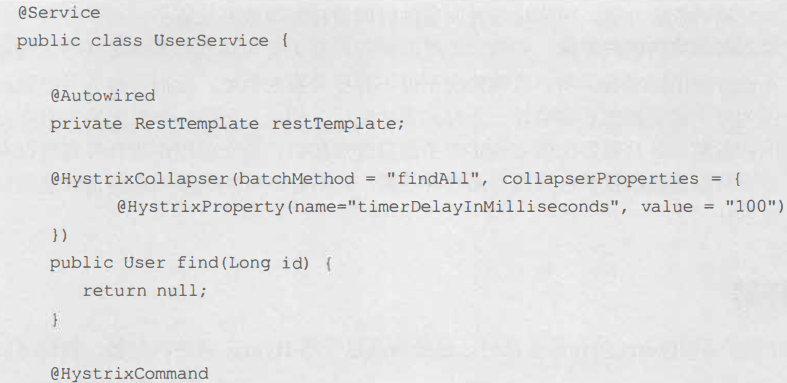 @Service
public class UserService {
@Autowired
private RestTemplate restTemplate;
@HystrixCollapser(batchMethod = "findAll", collapserProperties = {
@HystrixProperty(name="timerDelayInMilliseconds", value = "100")
})
public User find(Long id) {
return null;
}
@HystrixCommand